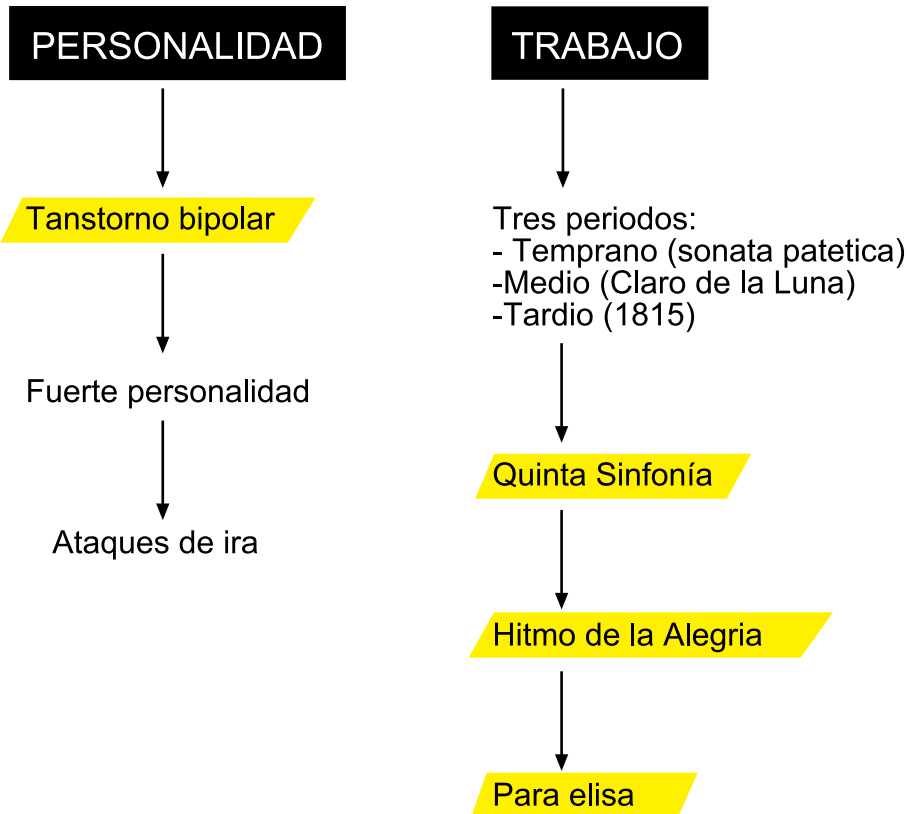 PERSONALIDAD
Tanstorno bipolar
Fuerte personalidad
Ataques de ira
TRABAJO
Tres periodos:
- Temprano (sonata patetica)
-Medio (Claro de la Luna)
-Tardio (1815)
Quinta Sinfonía
Hitmo de la Alegria
Para elisa